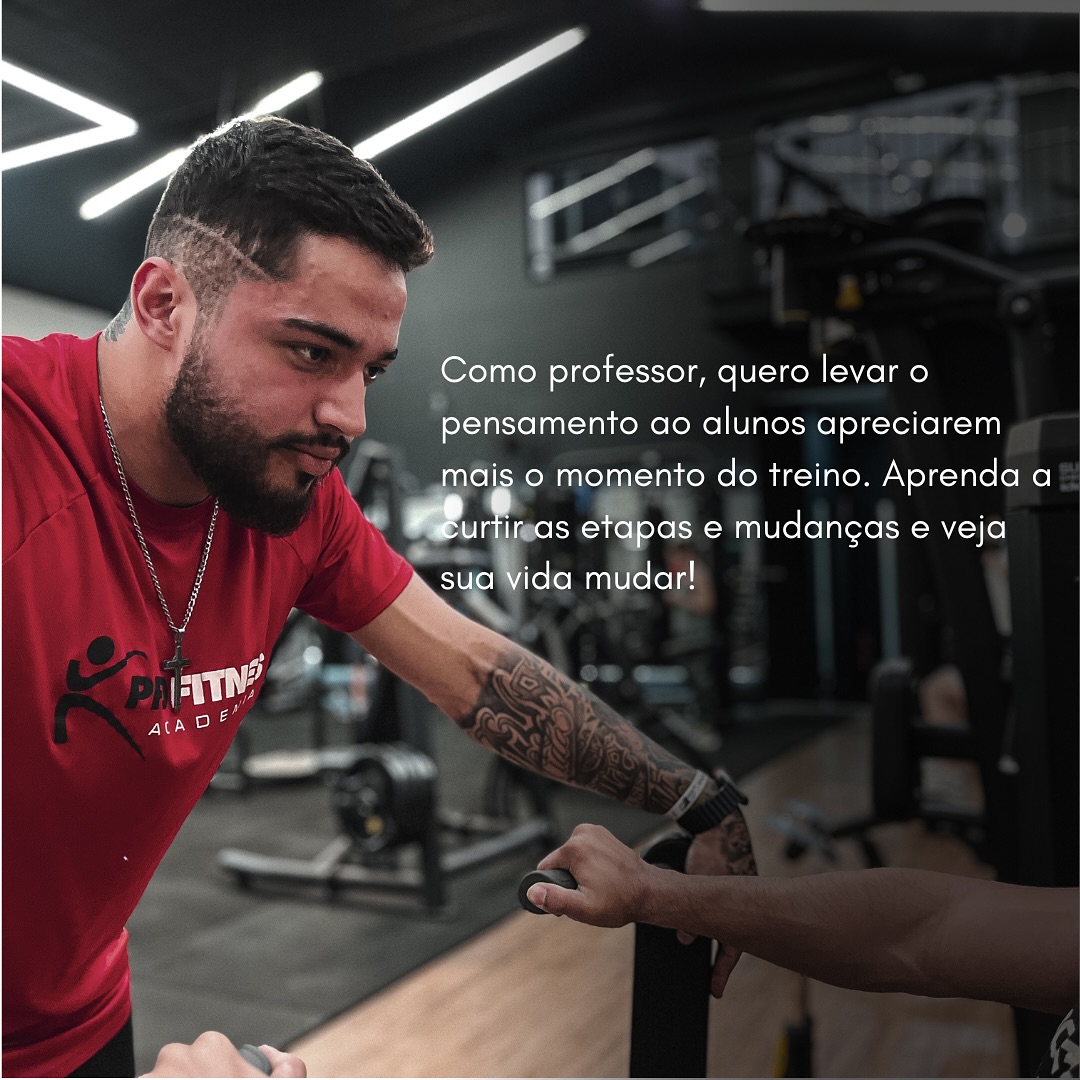 Como professor, quero levar o
pensamento ao alunos apreciarem
mais o momento do treino. Aprenda a
curtir as etapas e mudanças e veja
sua vida mudar!
FITNES
ACADEMIA